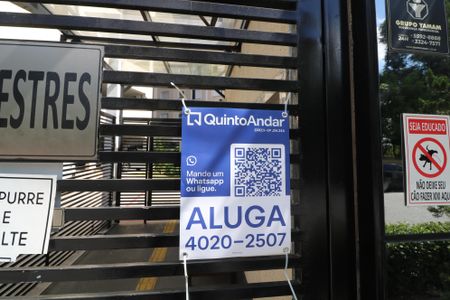 ESTRES
PURRE
E
LTE
QuintoAndar
Mande um
Whatsapp
ou ligue.
ALUGA
4020-2507
GRUPO TAMAM
SEJA EDUCADO
NÃO DEIXE SEU
CÃO FAZER XIXI AQUI